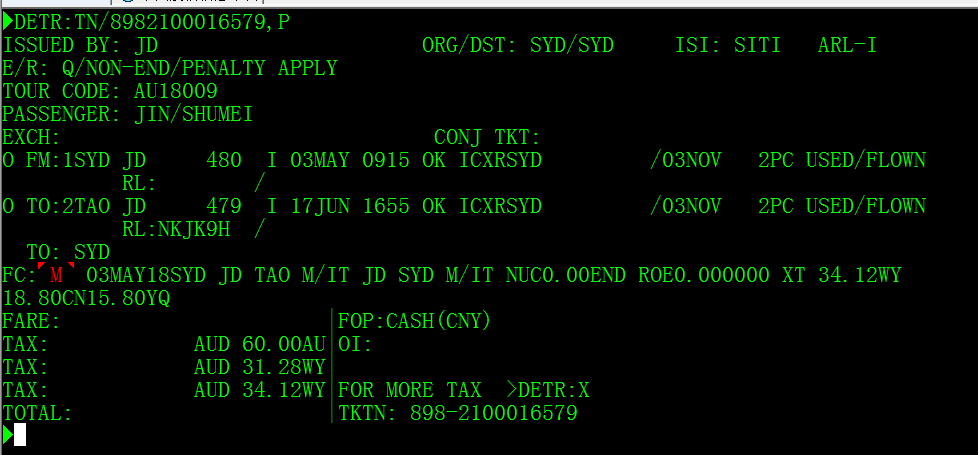 DETR:TN/8982100016579,P
ISSUED BY: JD ORG/DST: SYD/SYD ISI: SITI ARL-I
E/R: Q/NON-END/PENALTY APPLY
TOUR CODE: AU18009
PASSENGER: JIN/SHUMEI
EXCH: CONJ TKT:
O FM:1SYD JD 480 I 03MAY 0915 OK ICXRSYD /03NOV 2PC USED/FLOWN
RL: /
O TO:2TAO JD 479 I 17JUN 1655 OK ICXRSYD /03NOV 2PC USED/FLOWN
RL:NKJK9H /
TO: SYD
FC: M 03MAY18SYD JD TAO M/IT JD SYD M/IT NUC0.00END ROE0.000000 XT 34.12WY
18.80CN15.80YQ
FARE: |FOP:CASH(CNY)
TAX: AUD 60.00AU|OI:
TAX: AUD 31.28WY|
TAX: AUD 34.12WY|FOR MORE TAX >DETR:X
TOTAL: |TKTN: 898-2100016579